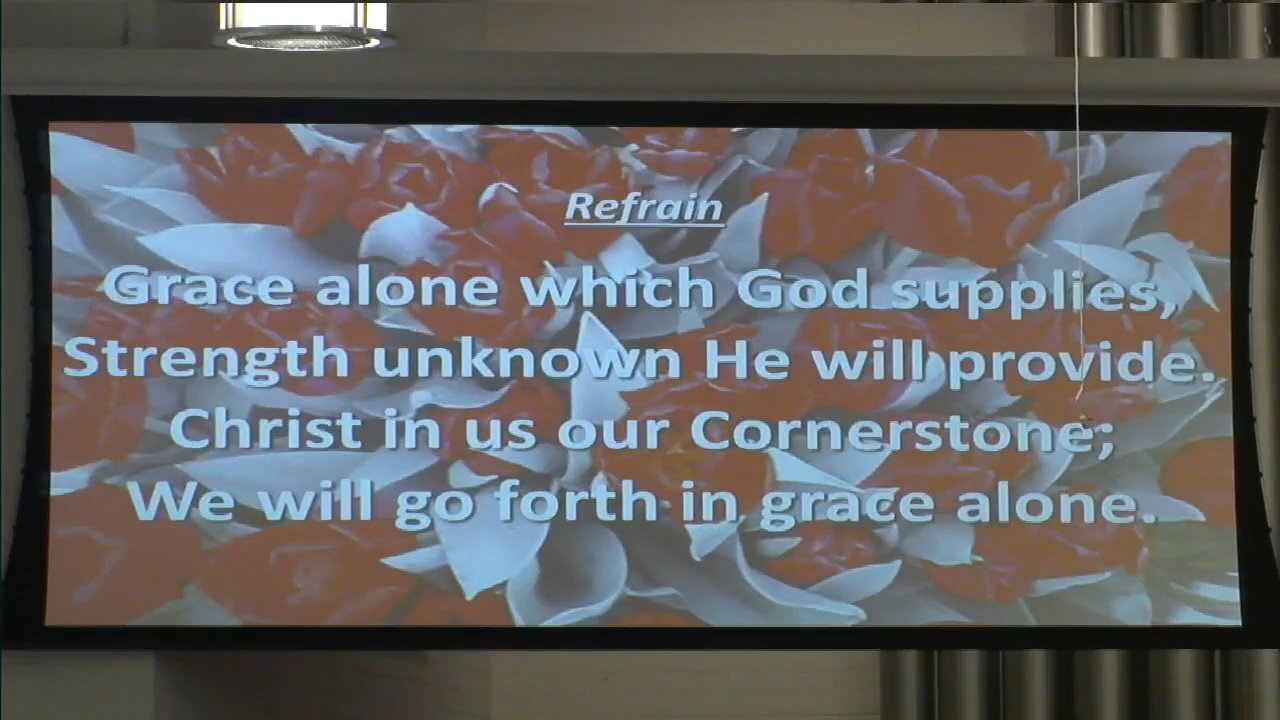 Refrain
Grace alone which God supplies,
Strength unknown He will provide.
Christ in us our Cornerstone;
We will go forth in grace alone.